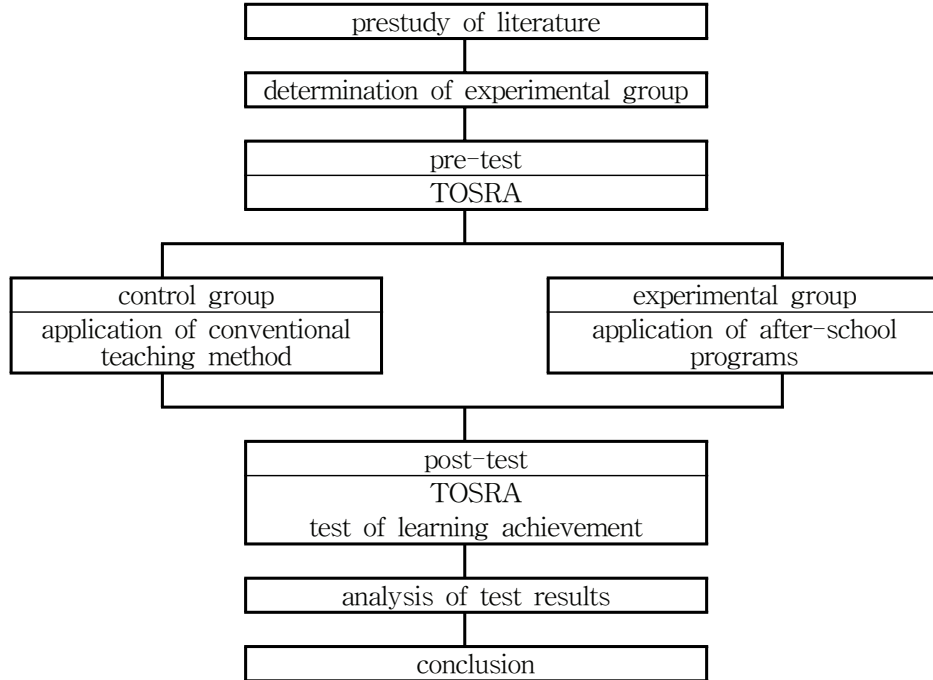 prestudy of literature
determination of experimental group
pre-test
TOSRA
control group
application of conventional
teaching method
experimental group
application of after-school
programs
post-test
TOSRA
test of learning achievement
analysis of test results
conclusion